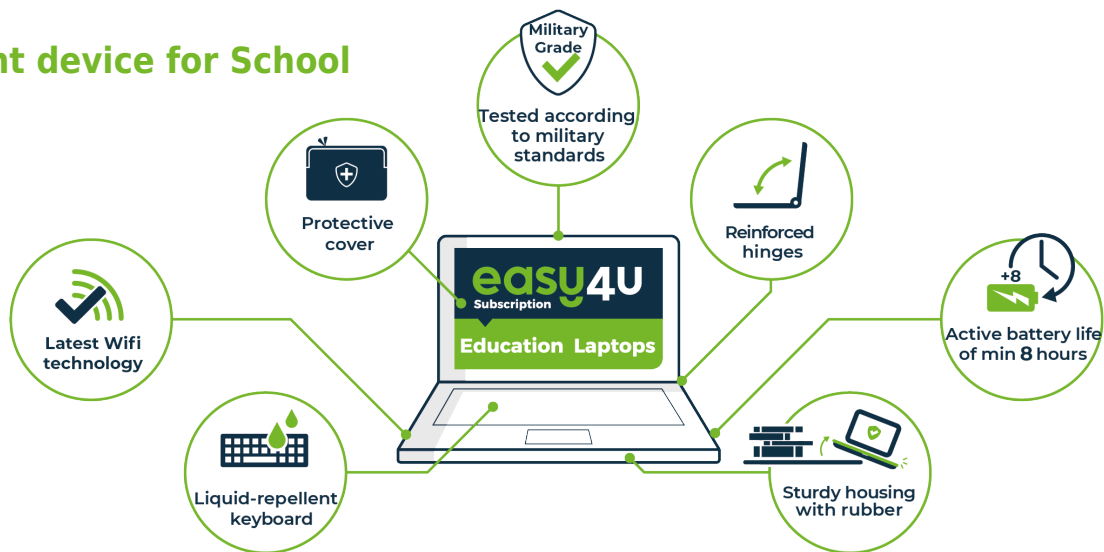 nt device for School
Military
Grade
Tested according
to military
standards
Protective
cover
Reinforced
hinges
Latest Wifi
technology
easy4U
Subscription
Education Laptops
+8
Active battery life
of min 8 hours
Liquid-repellent
keyboard
Sturdy housing
with rubber